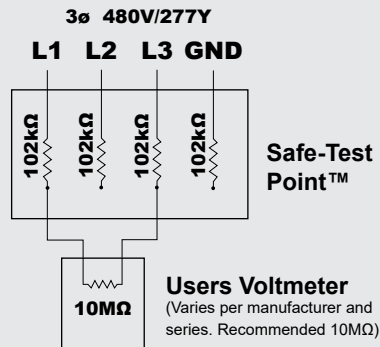 3ø 480V/277Y
L1 L2 L3 GND
102kΩ 102kΩ 102kΩ 102kΩ
Safe-Test
Point™
10MΩ
Users Voltmeter
(Varies per manufacturer and
series. Recommended 10MΩ)